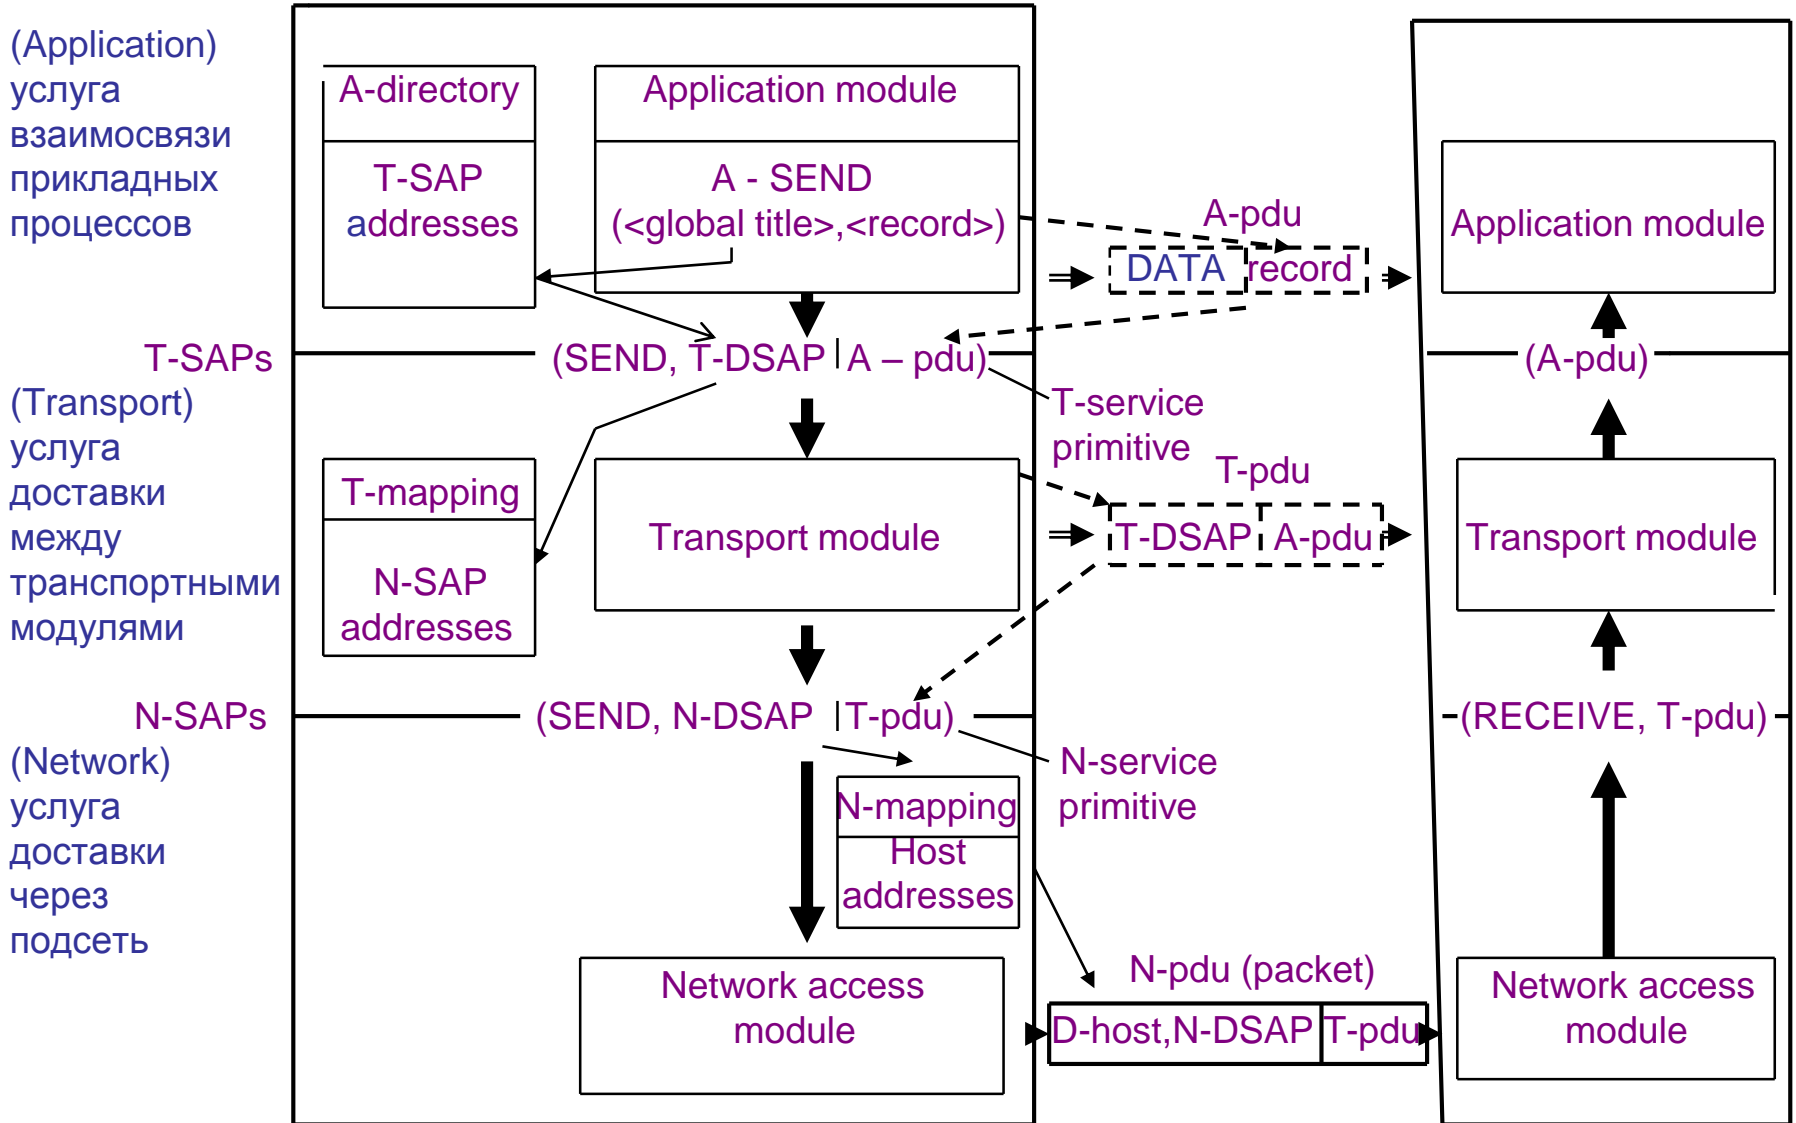 (Application)
услуга
взаимосвязи
прикладных
процессов
A-directory
T-SAP
addresses
Application module
A - SEND
(<global title>,<record>)
A-pdu
DATA record
Application module
T-SAPs
(SEND, T-DSAP | A – pdu)
(A-pdu)
T-service
primitive
(Transport)
услуга
доставки
между
транспортными
модулями
T-mapping
N-SAP
addresses
Transport module
T-pdu
T-DSAP A-pdu
Transport module
N-SAPs
(SEND, N-DSAP | T-pdu)
(RECEIVE, T-pdu)
N-service
primitive
(Network)
услуга
доставки
через
подсеть
N-mapping
Host
addresses
Network access
module
N-pdu (packet)
D-host,N-DSAP T-pdu
Network access
module